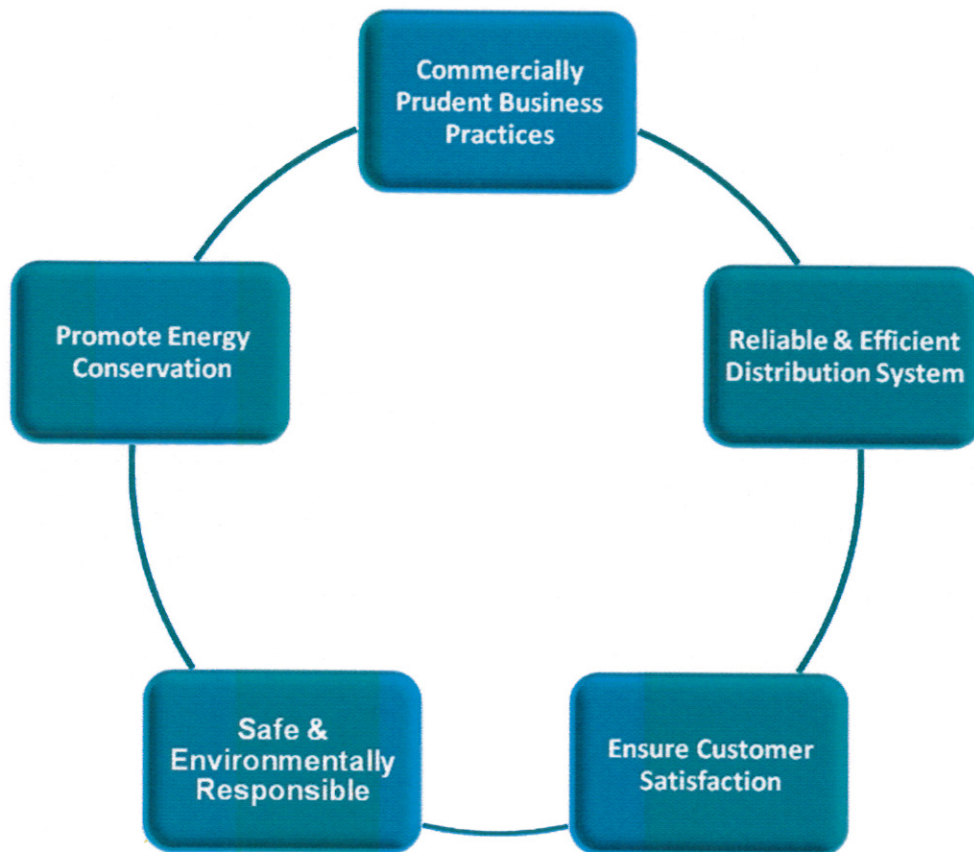 Commercially
Prudent Business
Practices
Promote Energy
Conservation
Reliable & Efficient
Distribution System
Safe &
Environmentally
Responsible
Ensure Customer
Satisfaction